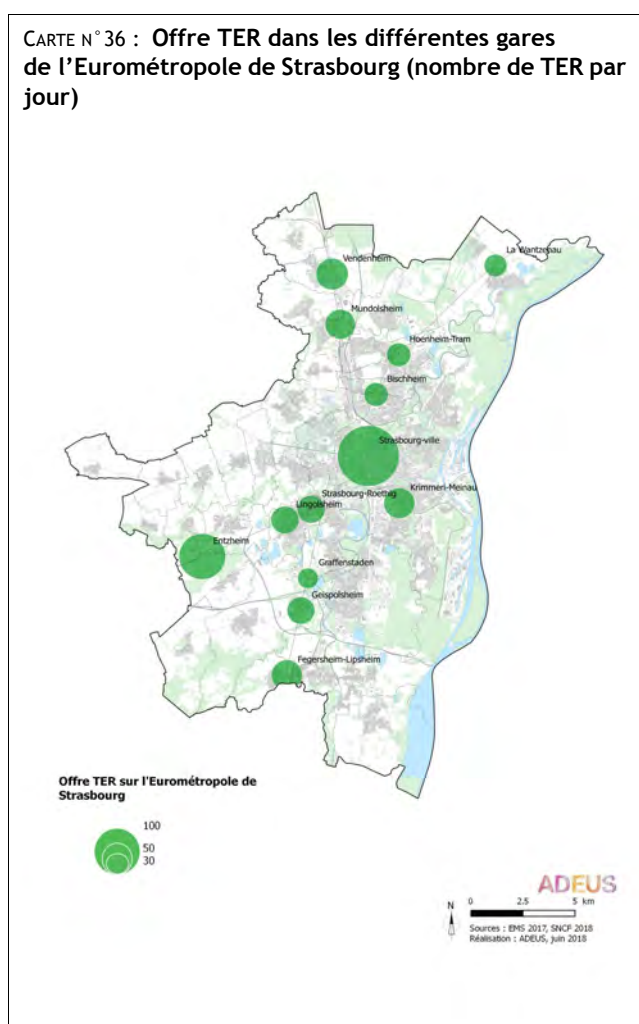 CARTE N°36 : Offre TER dans les différentes gares
de l'Eurométropole de Strasbourg (nombre de TER par
jour)
La Wantzenau
Vendenheim
Mundolsheim
Hoenheim-Tram
Bischheim
Strasbourg-ville
Krimmeri-Meinau
Strasbourg-Roethig
Lingolsheim
Entzheim
Graffenstaden
Geispolsheim
Fegersheim-Lipsheim
Offre TER sur l'Eurométropole de
Strasbourg
100
50
30
ADEUS
N
0 2.5 5 km
Sources : EMS 2017, SNCF 2018
Réalisation : ADEUS, juin 2018